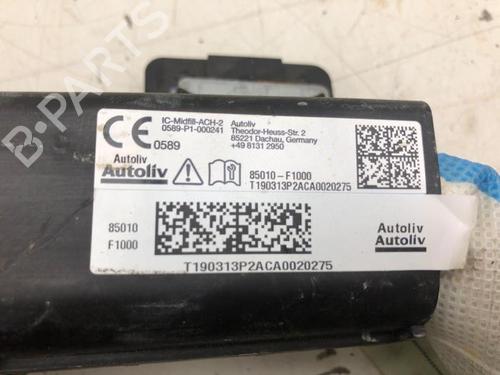 IC-Midfill-ACH-2
0589-P1-000241
Autoliv
Theodor-Heuss-Str. 2
85221 Dachau, Germany
+49 8131 2950
CE 0589
Autoliv
Autoliv
85010-F1000
T190313P2ACA0020275
85010
F1000
Autoliv
Autoliv
T190313P2ACA0020275
B-PARTS